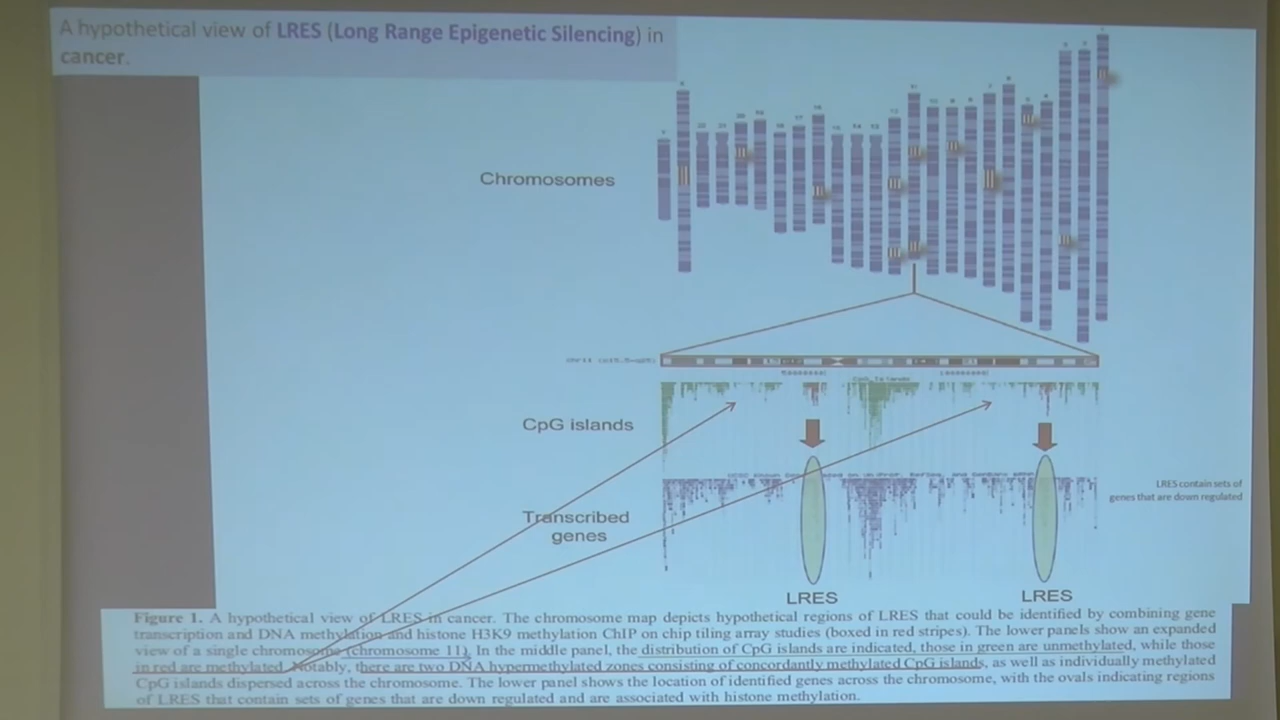 A hypothetical view of LRES (Long Range Epigenetic Silencing) in
cancer.
Chromosomes
CpG islands
CpG islands
Transcribed
genes
LRES contain sets of
genes that are down regulated
LRES
LRES
Figure 1. A hypothetical view of LRES in cancer. The chromosome map depicts hypothetical regions of LRES that could be identified by combining gene
transcription and DNA methylation and histone H3K9 methylation ChIP on chip tiling array studies (boxed in red stripes). The lower panels show an expanded
view of a single chromosome (chromosome 11). In the middle panel, the distribution of CpG islands are indicated, those in green are unmethylated, while those
in red are methylated. Notably, there are two DNA hypermethylated zones consisting of concordantly methylated CpG islands, as well as individually methylated
CpG islands dispersed across the chromosome. The lower panel shows the location of identified genes across the chromosome, with the ovals indicating regions
of LRES that contain sets of genes that are down regulated and are associated with histone methylation.